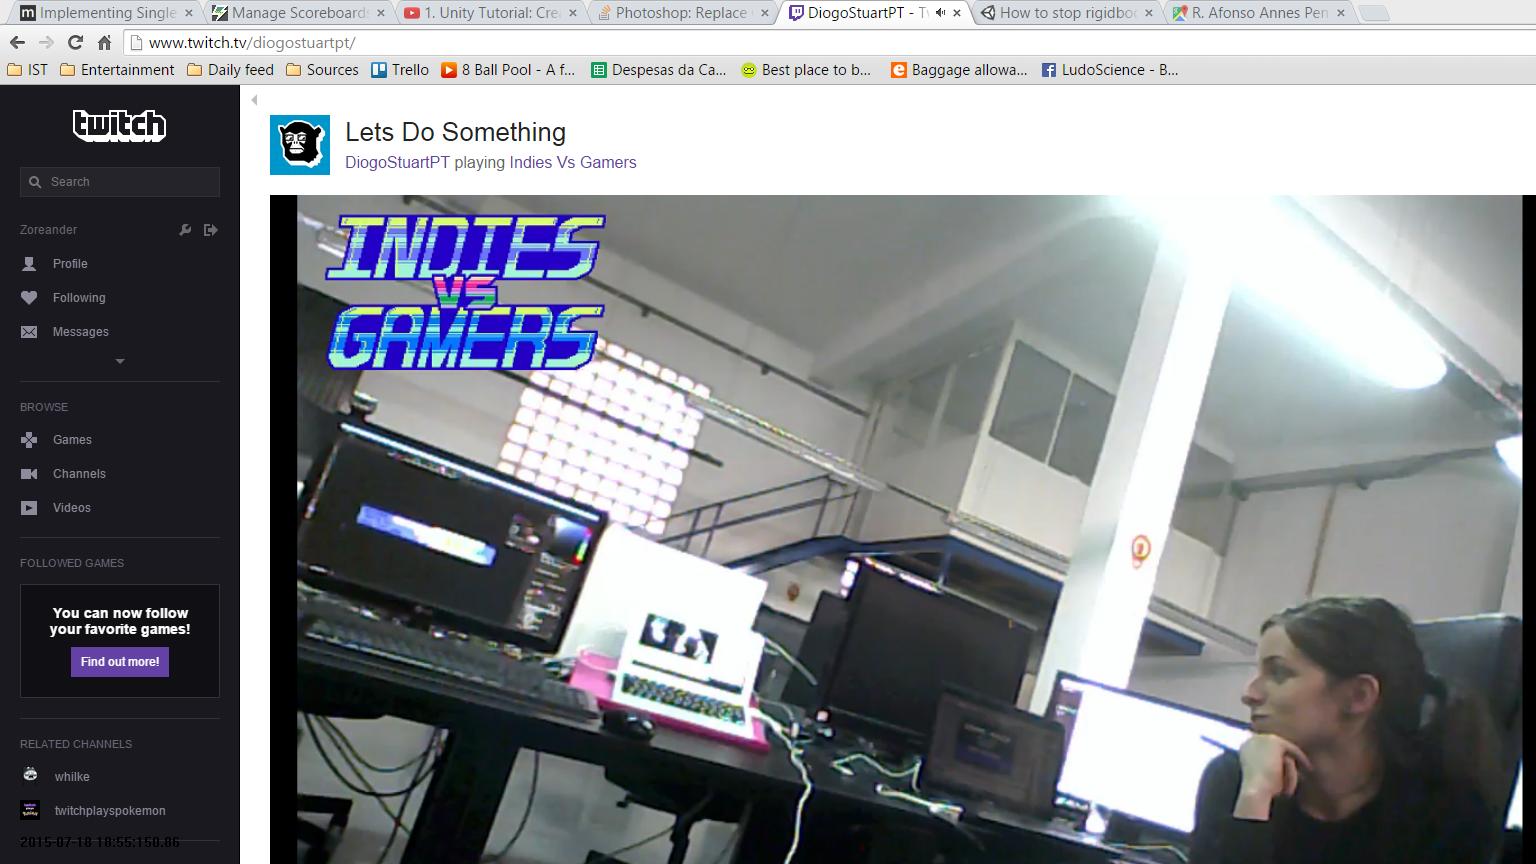 Implementing Single
Manage Scoreboards
1. Unity Tutorial: Cre
Photoshop: Replace
DiogoStuartPT - Tw
How to stop rigidbo
R. Afonso Annes Pen
www.twitch.tv/diogostuartpt/
IST
Entertainment
Daily feed
Sources
Trello
8 Ball Pool - A f...
Despesas da Ca...
Best place to b...
Baggage allowa...
LudoScience - B...
twitch
Search
Zoreander
Profile
Following
Messages
BROWSE
Games
Channels
Videos
FOLLOWED GAMES
You can now follow
your favorite games!
Find out more!
RELATED CHANNELS
whilke
twitchplayspokemon
2015-07-18 18:55:150.86
Lets Do Something
DiogoStuartPT playing Indies Vs Gamers
INDIES
VS
GAMERS